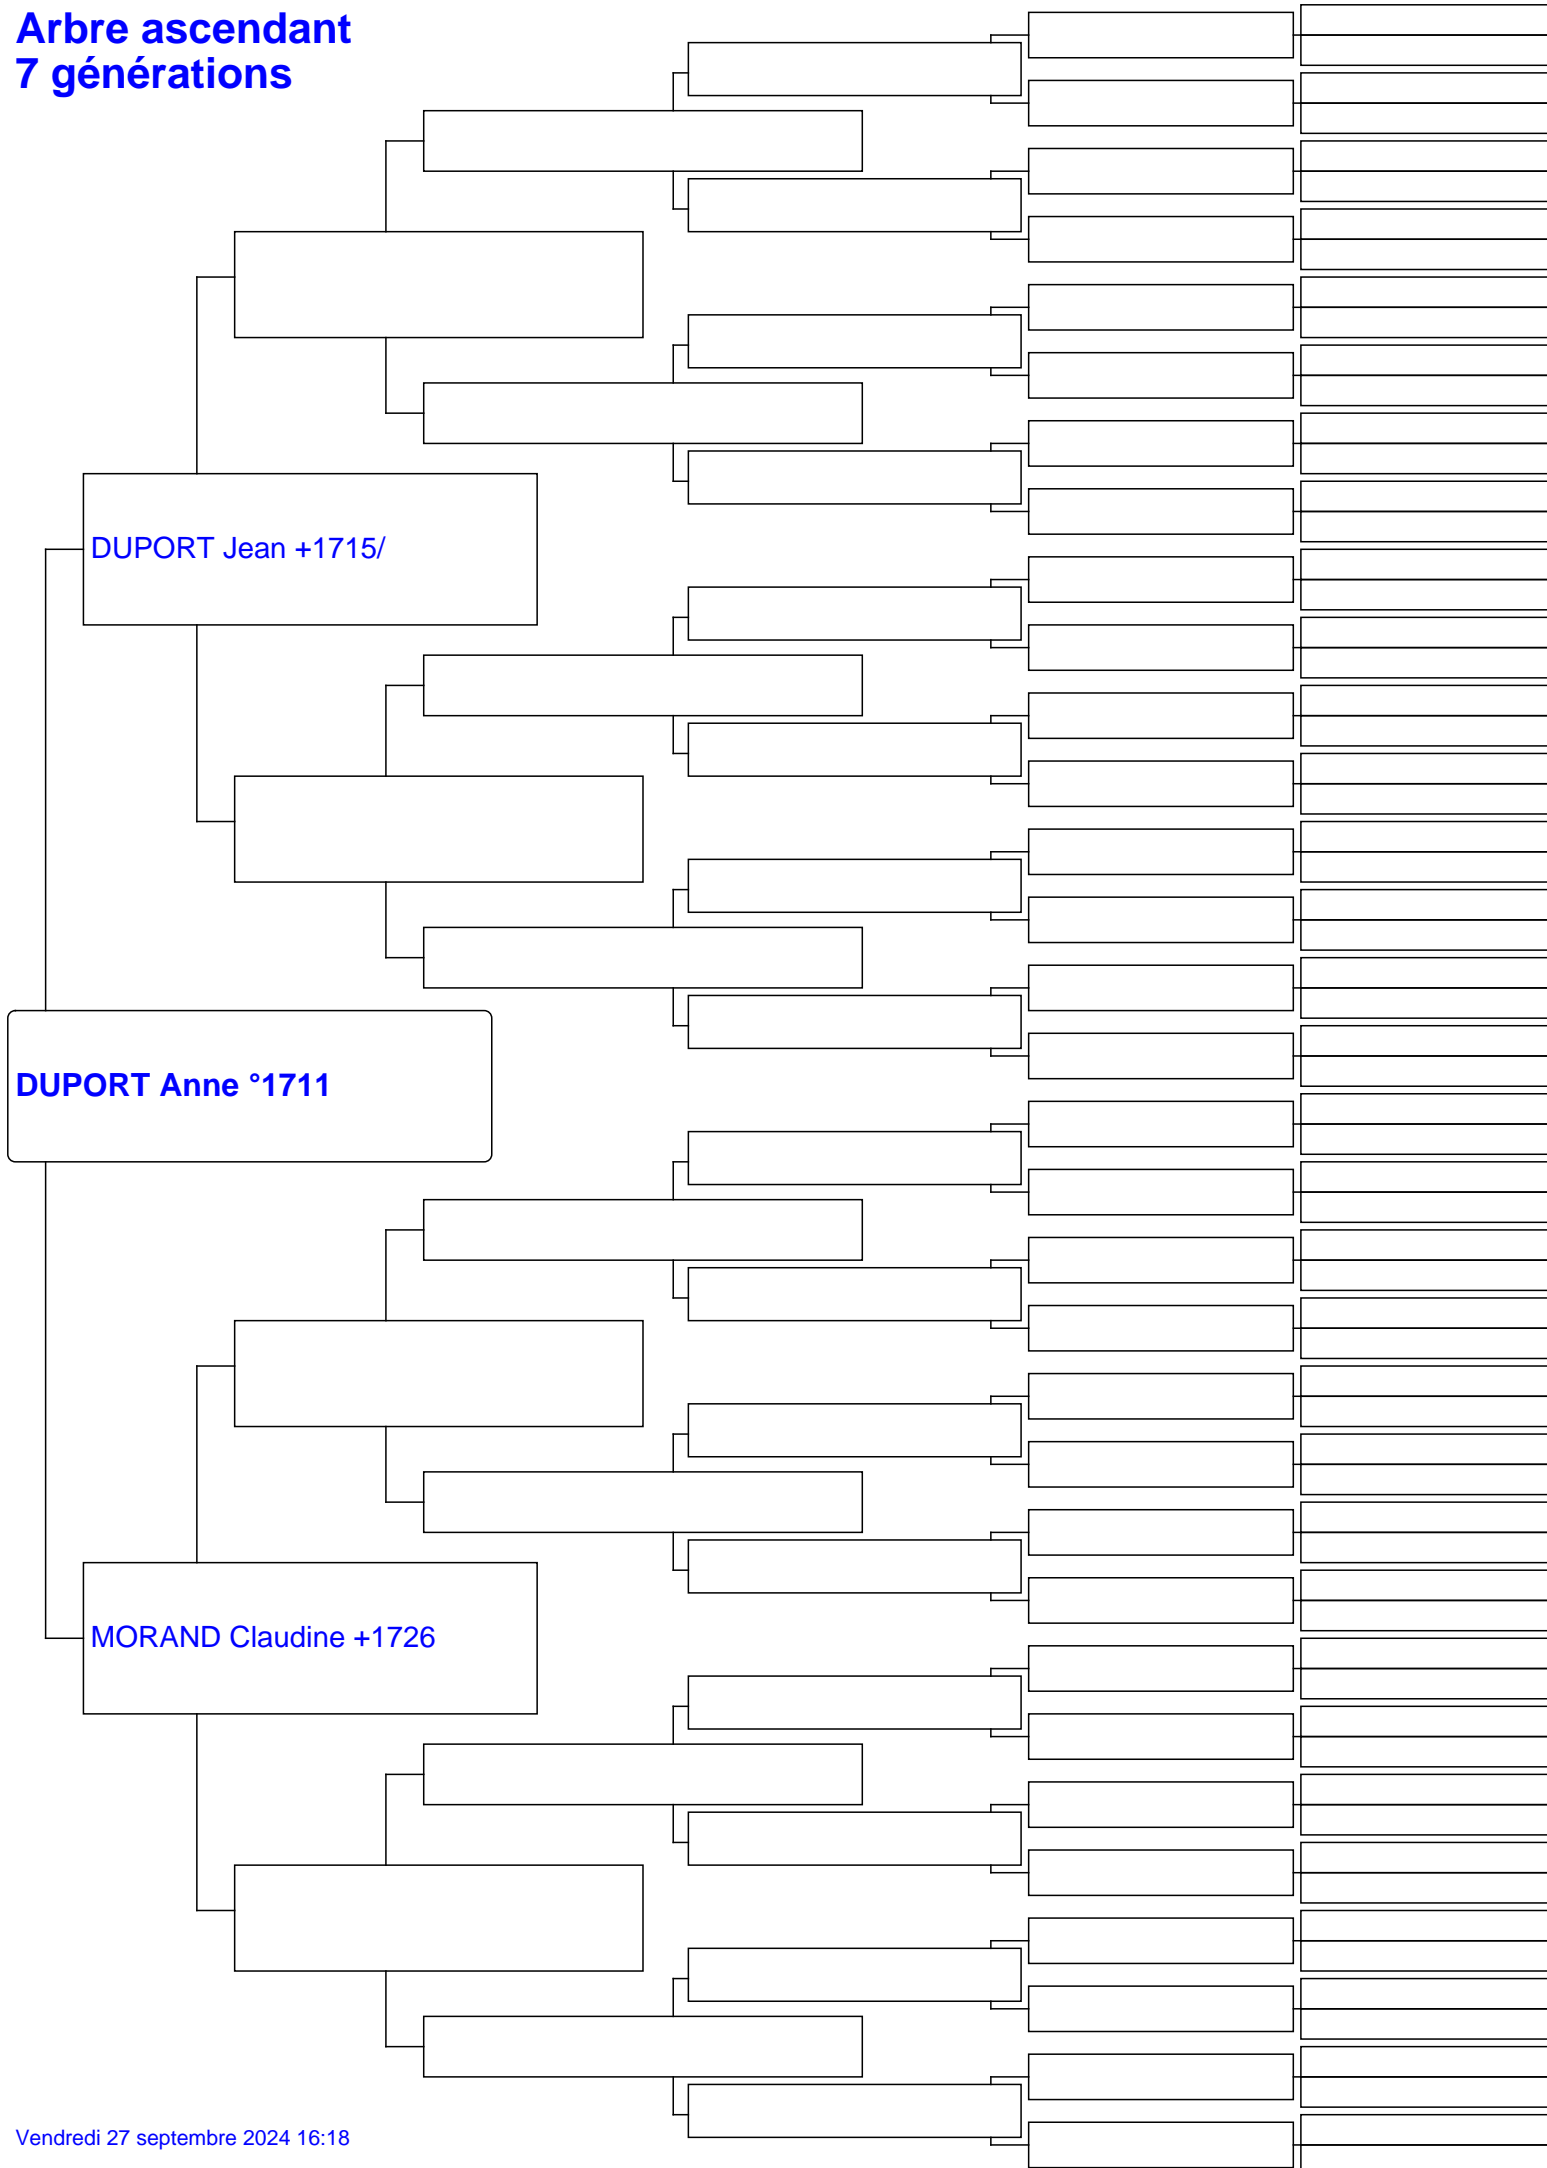 Arbre ascendant
7 générations
DUPORT Jean +1715/
DUPORT Anne °1711
MORAND Claudine +1726
Vendredi 27 septembre 2024 16:18